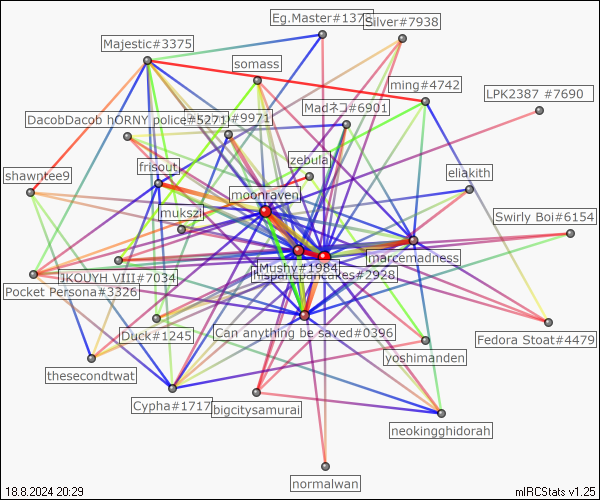 Eg.Master#137
Silver#7938
Majestic#3375
somass
ming#4742
LPK2387 #7690
Madネコ#6901
DacobDacob hORNY police#5271
#9971
zebula
frisout
eliakith
shawntee9
moonraven
mukszi
Swirly Boi#6154
marcemadness
Mushy#1984
hispanicpancakes#2928
JKOUYH VIII#7034
Pocket Persona#3326
Can anything be saved#0396
Duck#1245
Fedora Stoat#4479
yoshimanden
thesecondtwat
Cypha#1717
bigcitysamurai
neokingghidorah
normalwan
18.8.2024 20:29
mIRCStats v1.25